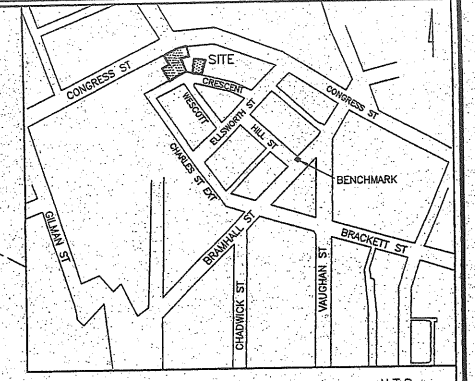 SITE
CONGRESS ST
CRESCENT
WESCOTT
ELLSWORTH ST
HILL ST
CONGRESS ST
CHARLES ST EXT
BENCHMARK
GILMAN ST
BRAMHALL ST
BRACKETT ST
CHADWICK ST
VAUGHAN ST